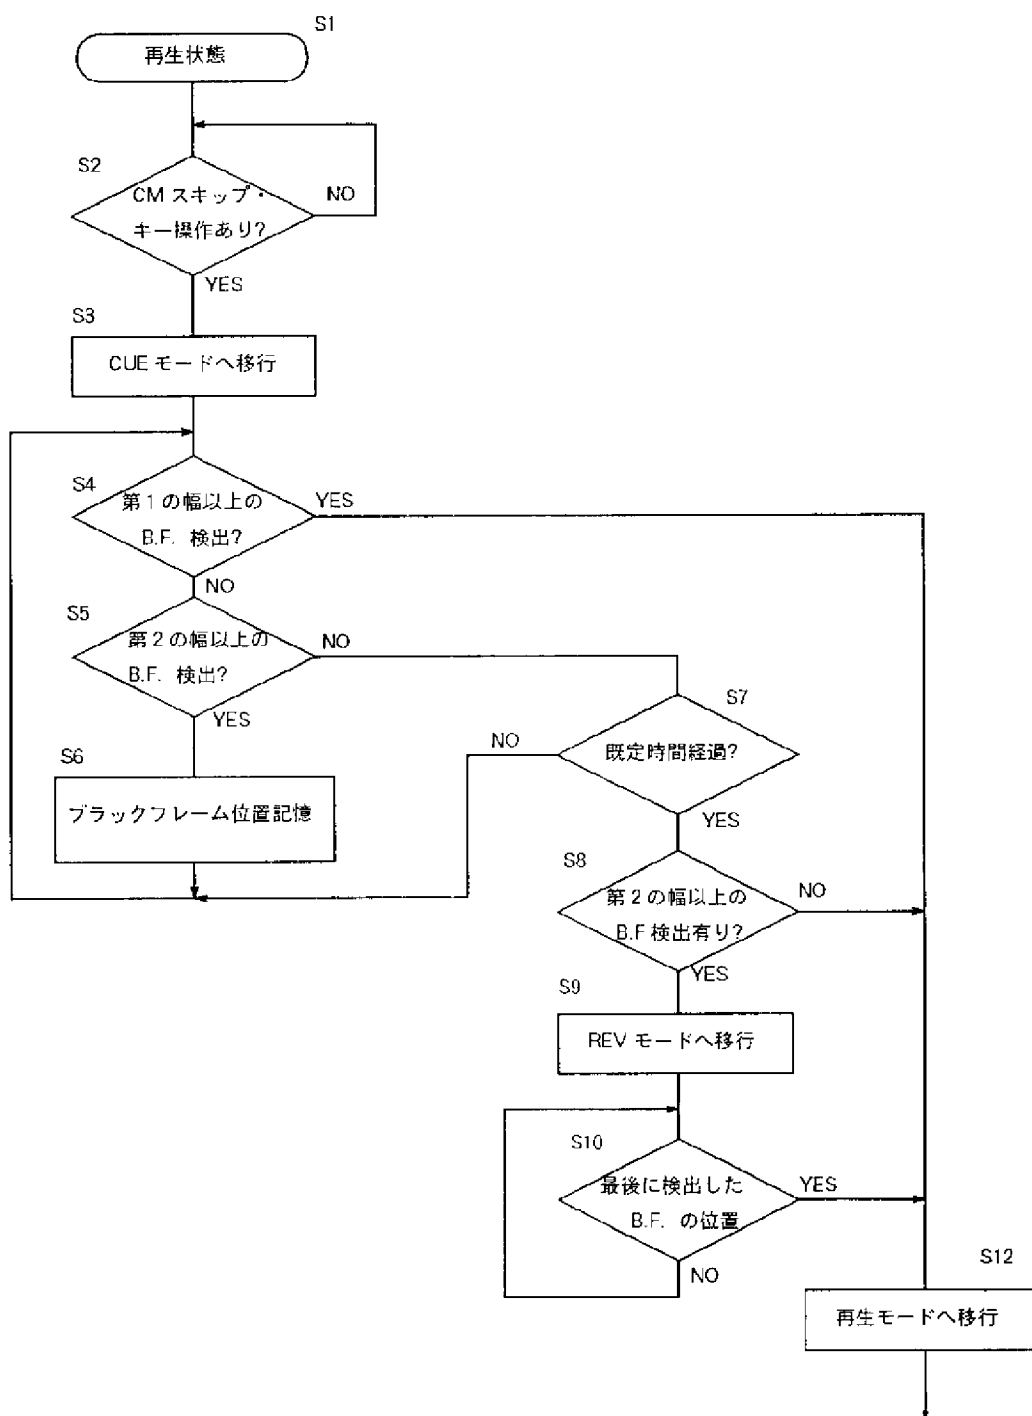 S1
再生状態
S2
CM スキップ・
キー操作あり?
NO
YES
S3
CUE モードへ移行
S4
第1の幅以上の
B.F. 検出?
YES
NO
S5
第2の幅以上の
B.F. 検出?
NO
YES
S6
ブラックフレーム位置記憶
S7
既定時間経過?
NO
YES
S8
第2の幅以上の
B.F 検出有り?
NO
YES
S9
REV モードへ移行
S10
最後に検出した
B.F. の位置
YES
NO
S12
再生モードへ移行